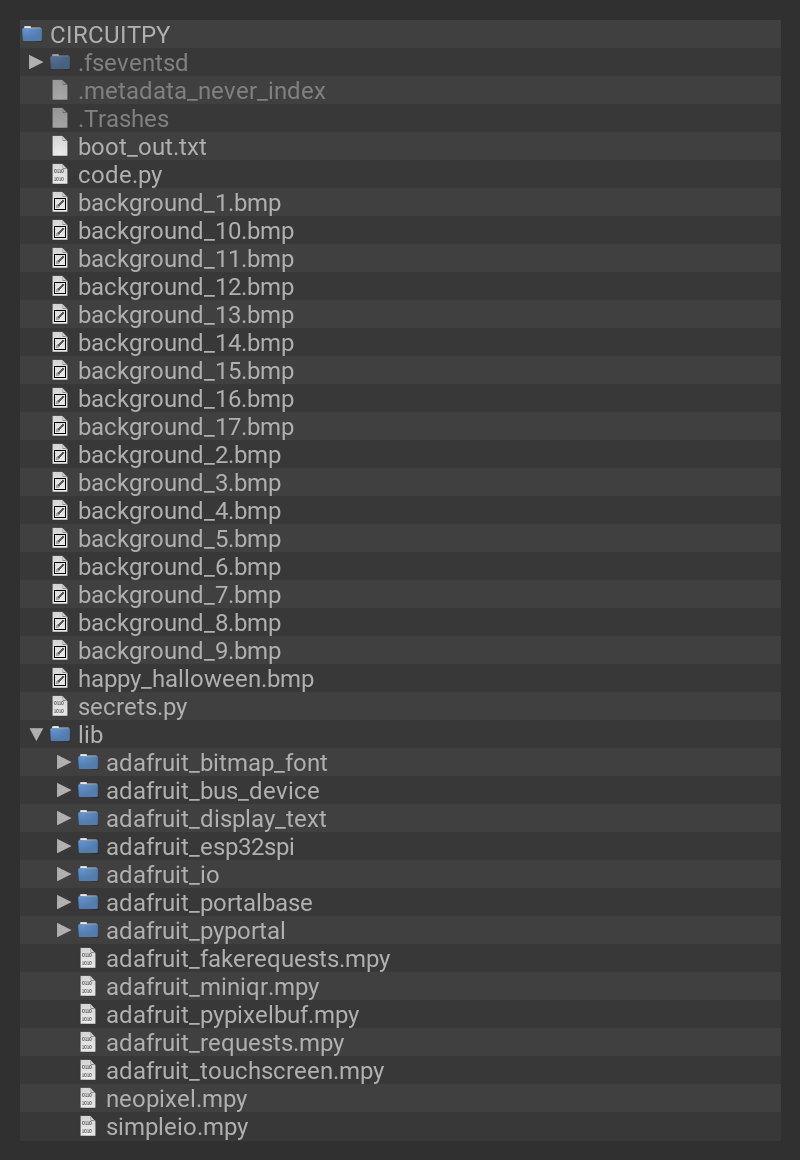 CIRCUITPY
.fseventsd
.metadata_never_index
.Trashes
boot_out.txt
code.py
background_1.bmp
background_10.bmp
background_11.bmp
background_12.bmp
background_13.bmp
background_14.bmp
background_15.bmp
background_16.bmp
background_17.bmp
background_2.bmp
background_3.bmp
background_4.bmp
background_5.bmp
background_6.bmp
background_7.bmp
background_8.bmp
background_9.bmp
happy_halloween.bmp
secrets.py
lib
adafruit_bitmap_font
adafruit_bus_device
adafruit_display_text
adafruit_esp32spi
adafruit_io
adafruit_portalbase
adafruit_pyportal
adafruit_fakerequests.mpy
adafruit_miniqr.mpy
adafruit_pypixelbuf.mpy
adafruit_requests.mpy
adafruit_touchscreen.mpy
neopixel.mpy
simpleio.mpy